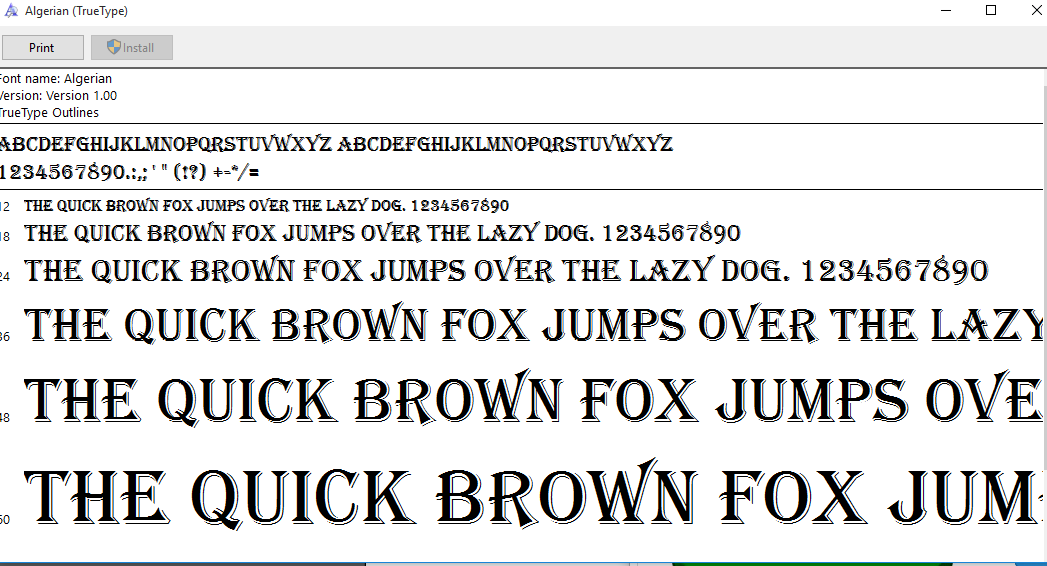 Algerian (TrueType)
Print Install
Font name: Algerian
Version: Version 1.00
TrueType Outlines
ABCDEFGHIJKLMNOPQRSTUVWXYZ ABCDEFGHIJKLMNOPQRSTUVWXYZ
1234567890.:,; ' " (!?) +-*/=
12 THE QUICK BROWN FOX JUMPS OVER THE LAZY DOG. 1234567890
18 THE QUICK BROWN FOX JUMPS OVER THE LAZY DOG. 1234567890
24 THE QUICK BROWN FOX JUMPS OVER THE LAZY DOG. 1234567890
36 THE QUICK BROWN FOX JUMPS OVER THE LAZY
48 THE QUICK BROWN FOX JUMPS OVE
60 THE QUICK BROWN FOX JUM